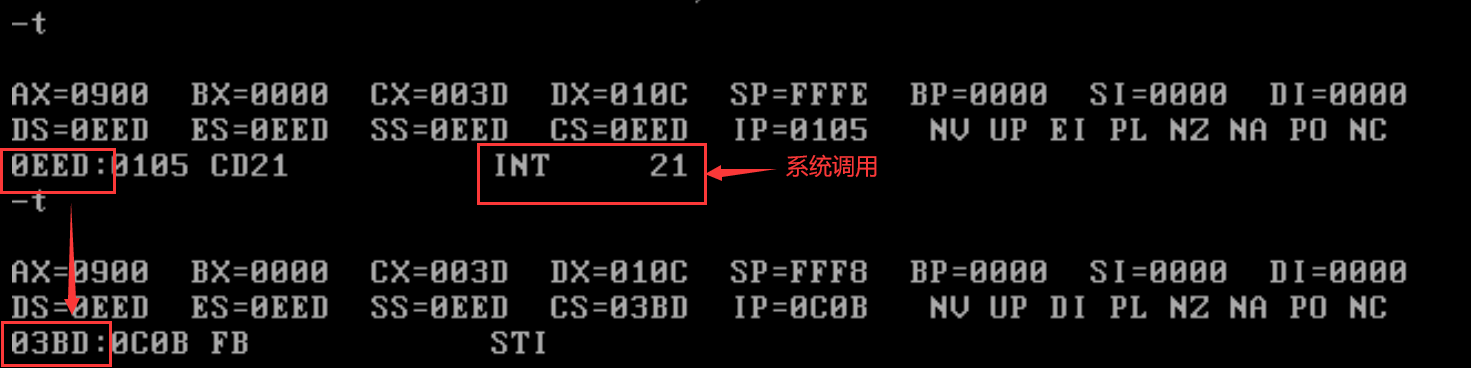 -t
AX=0900 BX=0000 CX=003D DX=010C SP=FFFE BP=0000 SI=0000 DI=0000
DS=0EED ES=0EED SS=0EED CS=0EED IP=0105 NV UP EI PL NZ NA PO NC
0EED:0105 CD21 INT 21 系统调用
-t
AX=0900 BX=0000 CX=003D DX=010C SP=FFF8 BP=0000 SI=0000 DI=0000
DS=0EED ES=0EED SS=0EED CS=03BD IP=0C0B NV UP DI PL NZ NA PO NC
03BD:0C0B FB STI